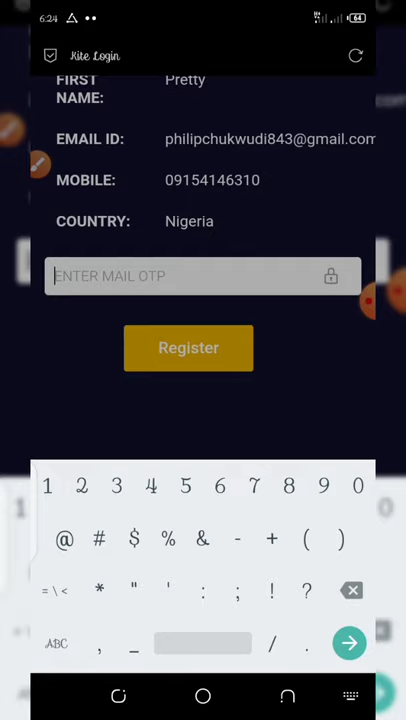 6:24 64
Kite Login
FIRST Pretty
NAME:
EMAIL ID: philipchukwudi843@gmail.com
MOBILE: 09154146310
COUNTRY: Nigeria
ENTER MAIL OTP
Register
1 2 3 4 5 6 7 8 9 0
@ # $ % & - + ( )
= \ < * " ' : ; ! ?
ABC , _ / .